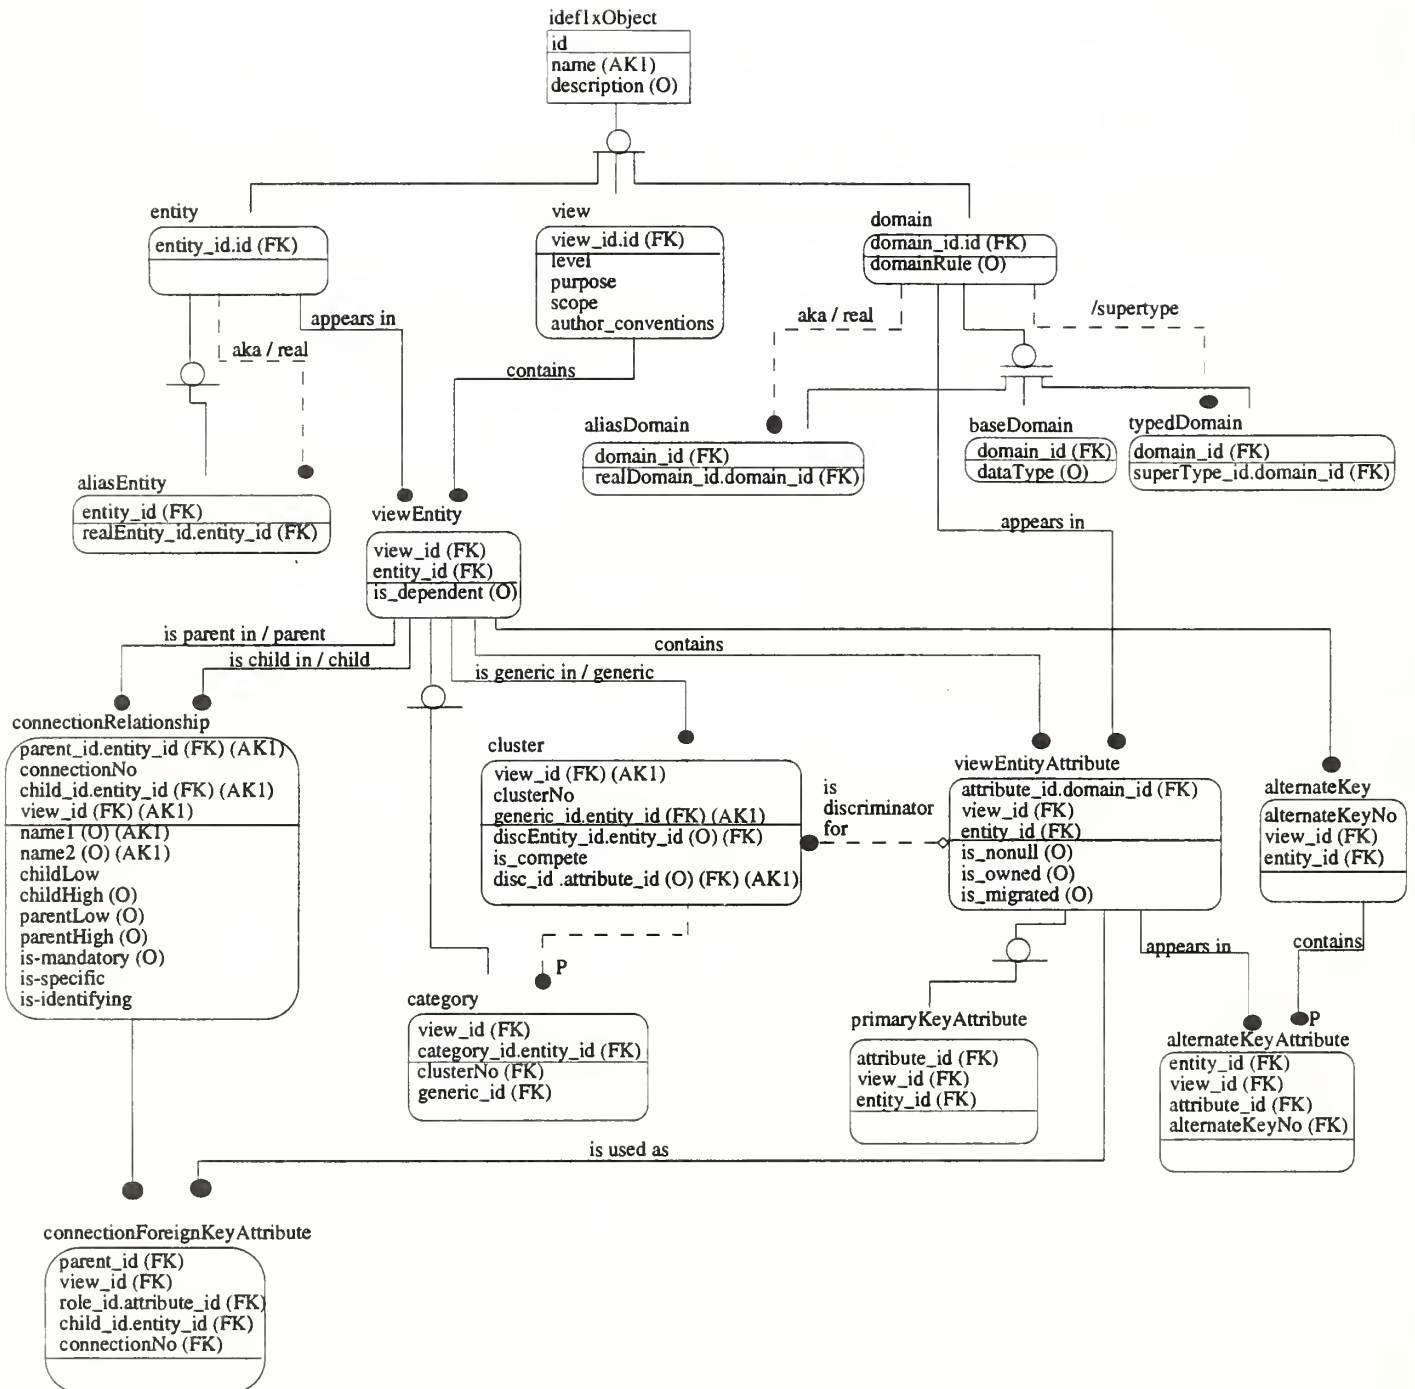 idef1xObject
id
name (AK1)
description (O)
entity
entity_id.id (FK)
view
view_id.id (FK)
level
purpose
scope
author_conventions
domain
domain_id.id (FK)
domainRule (O)
appears in
aka / real
contains
aka / real
/supertype
aliasDomain
domain_id (FK)
realDomain_id.domain_id (FK)
baseDomain
domain_id (FK)
dataType (O)
typedDomain
domain_id (FK)
superType_id.domain_id (FK)
aliasEntity
entity_id (FK)
realEntity_id.entity_id (FK)
viewEntity
view_id (FK)
entity_id (FK)
is_dependent (O)
appears in
is parent in / parent
is child in / child
is generic in / generic
contains
connectionRelationship
parent_id.entity_id (FK) (AK1)
connectionNo
child_id.entity_id (FK) (AK1)
view_id (FK) (AK1)
name1 (O) (AK1)
name2 (O) (AK1)
childLow
childHigh (O)
parentLow (O)
parentHigh (O)
is-mandatory (O)
is-specific
is-identifying
cluster
view_id (FK) (AK1)
clusterNo
generic_id.entity_id (FK) (AK1)
discEntity_id.entity_id (O) (FK)
is_compete
disc_id .attribute_id (O) (FK) (AK1)
is
discriminator
for
viewEntityAttribute
attribute_id.domain_id (FK)
view_id (FK)
entity_id (FK)
is_nonull (O)
is_owned (O)
is_migrated (O)
alternateKey
alternateKeyNo
view_id (FK)
entity_id (FK)
appears in
contains
P
category
view_id (FK)
category_id.entity_id (FK)
clusterNo (FK)
generic_id (FK)
primaryKeyAttribute
attribute_id (FK)
view_id (FK)
entity_id (FK)
P
alternateKeyAttribute
entity_id (FK)
view_id (FK)
attribute_id (FK)
alternateKeyNo (FK)
is used as
connectionForeignKeyAttribute
parent_id (FK)
view_id (FK)
role_id.attribute_id (FK)
child_id.entity_id (FK)
connectionNo (FK)